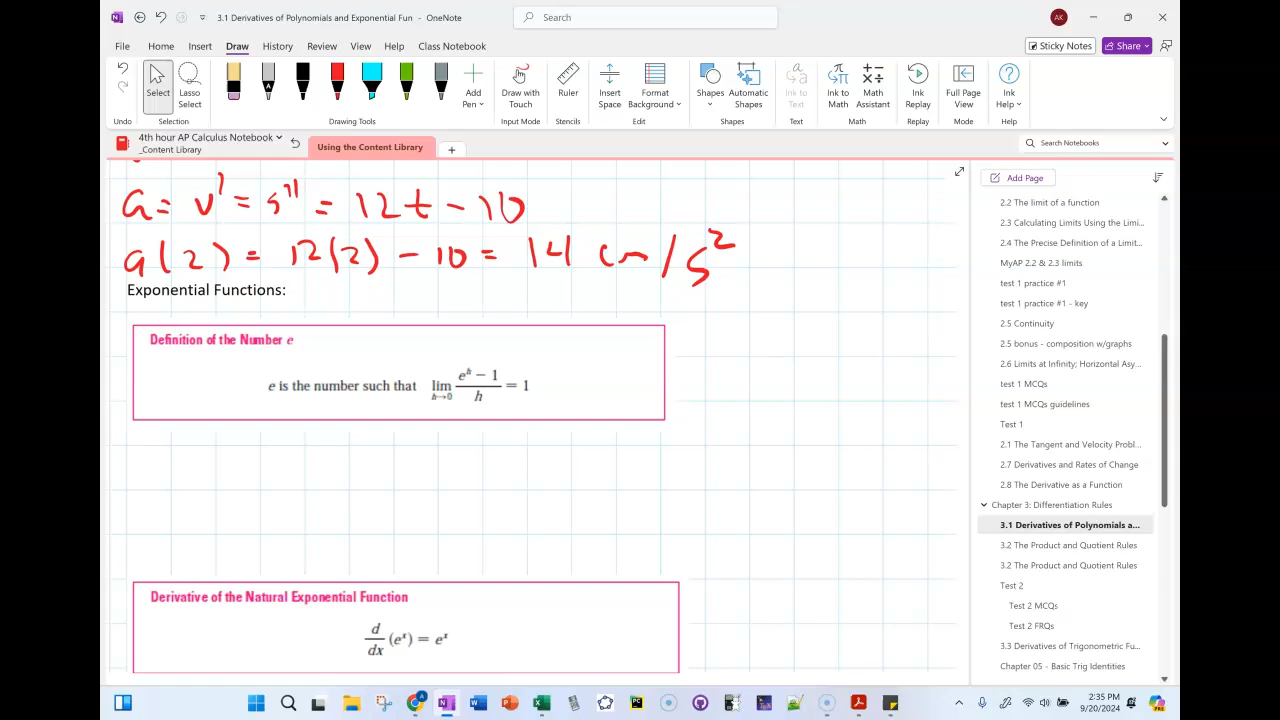 3.1 Derivatives of Polynomials and Exponential Fun - OneNote
Search
AK
File Home Insert Draw History Review View Help Class Notebook
Sticky Notes Share
Select
Lasso Select
Add Pen
Draw with Touch
Ruler
Insert Space
Format Background
Shapes
Automatic Shapes
Ink to Text
Ink to Math
Math Assistant
Ink Replay
Full Page View
Ink Help
Undo Selection Drawing Tools Input Mode Stencils Edit Shapes Text Math Replay Mode Help
4th hour AP Calculus Notebook
_Content Library
Using the Content Library
+
Search Notebooks
Add Page
a = v' = s'' = 12t - 10
a(2) = 12(2) - 10 = 14 cm/s²
Exponential Functions:
Definition of the Number e
e is the number such that lim h→0 (eʰ − 1)/h = 1
Derivative of the Natural Exponential Function
d/dx (eˣ) = eˣ
2.2 The limit of a function
2.3 Calculating Limits Using the Limi...
2.4 The Precise Definition of a Limit...
MyAP 2.2 & 2.3 limits
test 1 practice #1
test 1 practice #1 - key
2.5 Continuity
2.5 bonus - composition w/graphs
2.6 Limits at Infinity; Horizontal Asy...
test 1 MCQs
test 1 MCQs guidelines
Test 1
2.1 The Tangent and Velocity Probl...
2.7 Derivatives and Rates of Change
2.8 The Derivative as a Function
Chapter 3: Differentiation Rules
3.1 Derivatives of Polynomials a...
3.2 The Product and Quotient Rules
3.2 The Product and Quotient Rules
Test 2
Test 2 MCQs
Test 2 FRQs
3.3 Derivatives of Trigonometric Fu...
Chapter 05 - Basic Trig Identities
2:35 PM
9/20/2024